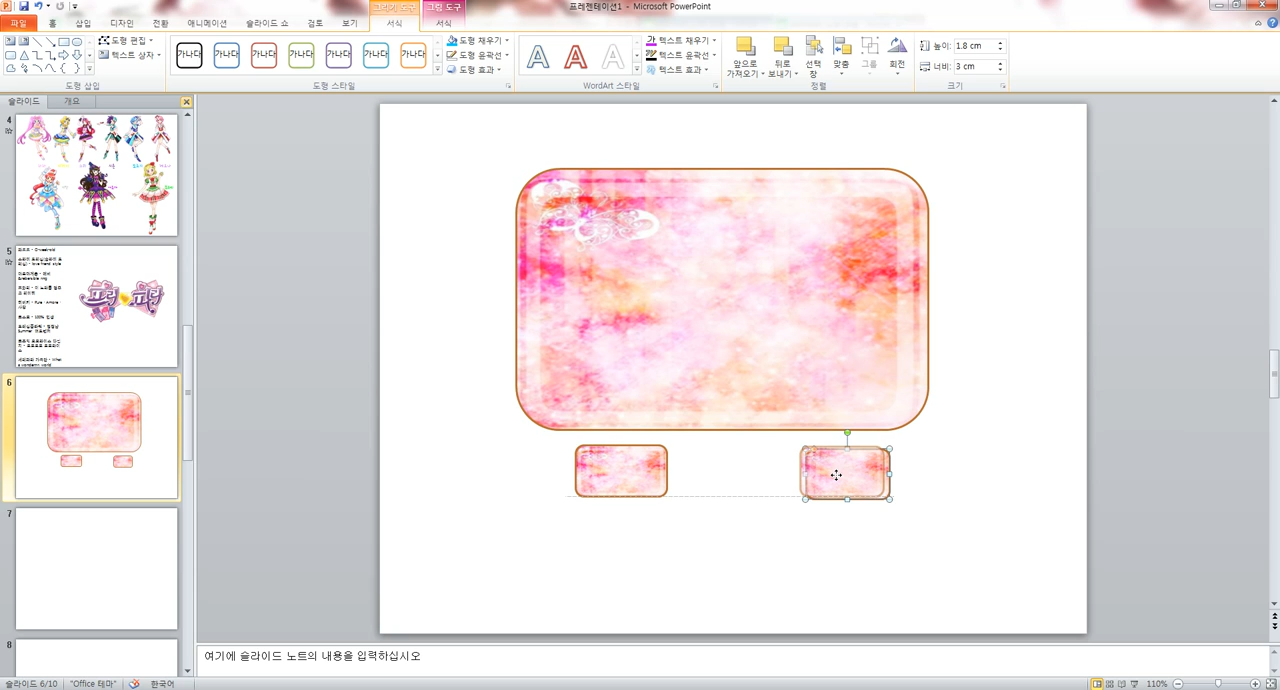 프레젠테이션1 - Microsoft PowerPoint
그리기 도구
그림 도구
파일
홈
삽입
디자인
전환
애니메이션
슬라이드 쇼
검토
보기
서식
서식
도형 편집
텍스트 상자
도형 삽입
가나다 가나다 가나다 가나다 가나다 가나다 가나다
도형 채우기
도형 윤곽선
도형 효과
도형 스타일
A A A
텍스트 채우기
텍스트 윤곽선
텍스트 효과
WordArt 스타일
앞으로 가져오기
뒤로 보내기
선택 창
맞춤
그룹
회전
정렬
높이: 1.8 cm
너비: 3 cm
크기
슬라이드
개요
4
5
6
7
8
여기에 슬라이드 노트의 내용을 입력하십시오
슬라이드 6/10
"Office 테마"
한국어
110%